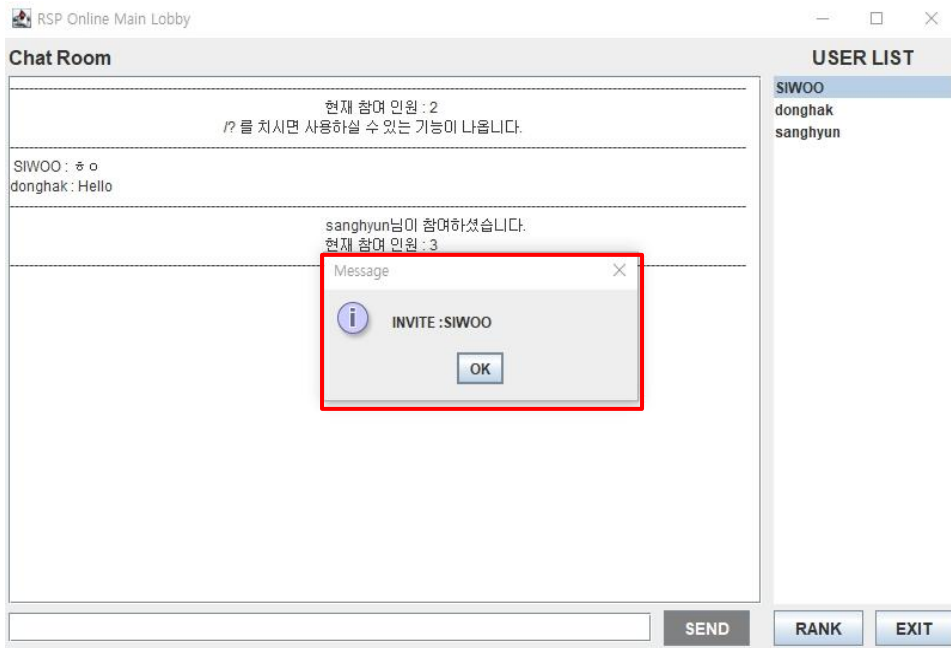 RSP Online Main Lobby
Chat Room
USER LIST
현재 참여 인원 : 2
/? 를 치시면 사용하실 수 있는 기능이 나옵니다.
SIWOO : ㅎㅇ
donghak : Hello
sanghyun님이 참여하셨습니다.
현재 참여 인원 : 3
Message
INVITE :SIWOO
OK
SIWOO
donghak
sanghyun
SEND
RANK
EXIT